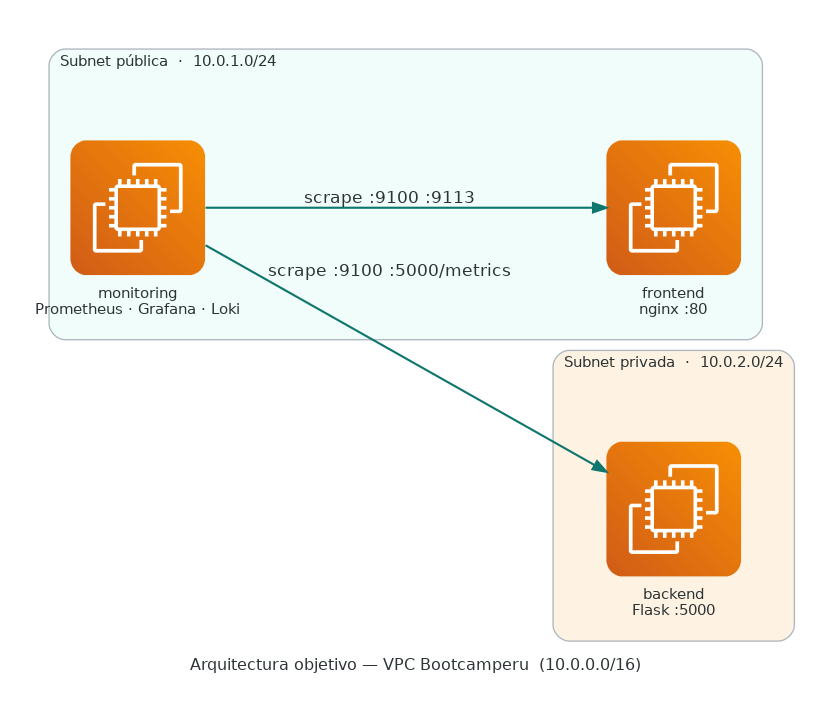 Subnet pública · 10.0.1.0/24
scrape :9100 :9113
scrape :9100 :5000/metrics
monitoring
Prometheus · Grafana · Loki
frontend
nginx :80
Subnet privada · 10.0.2.0/24
backend
Flask :5000
Arquitectura objetivo — VPC Bootcamperu (10.0.0.0/16)